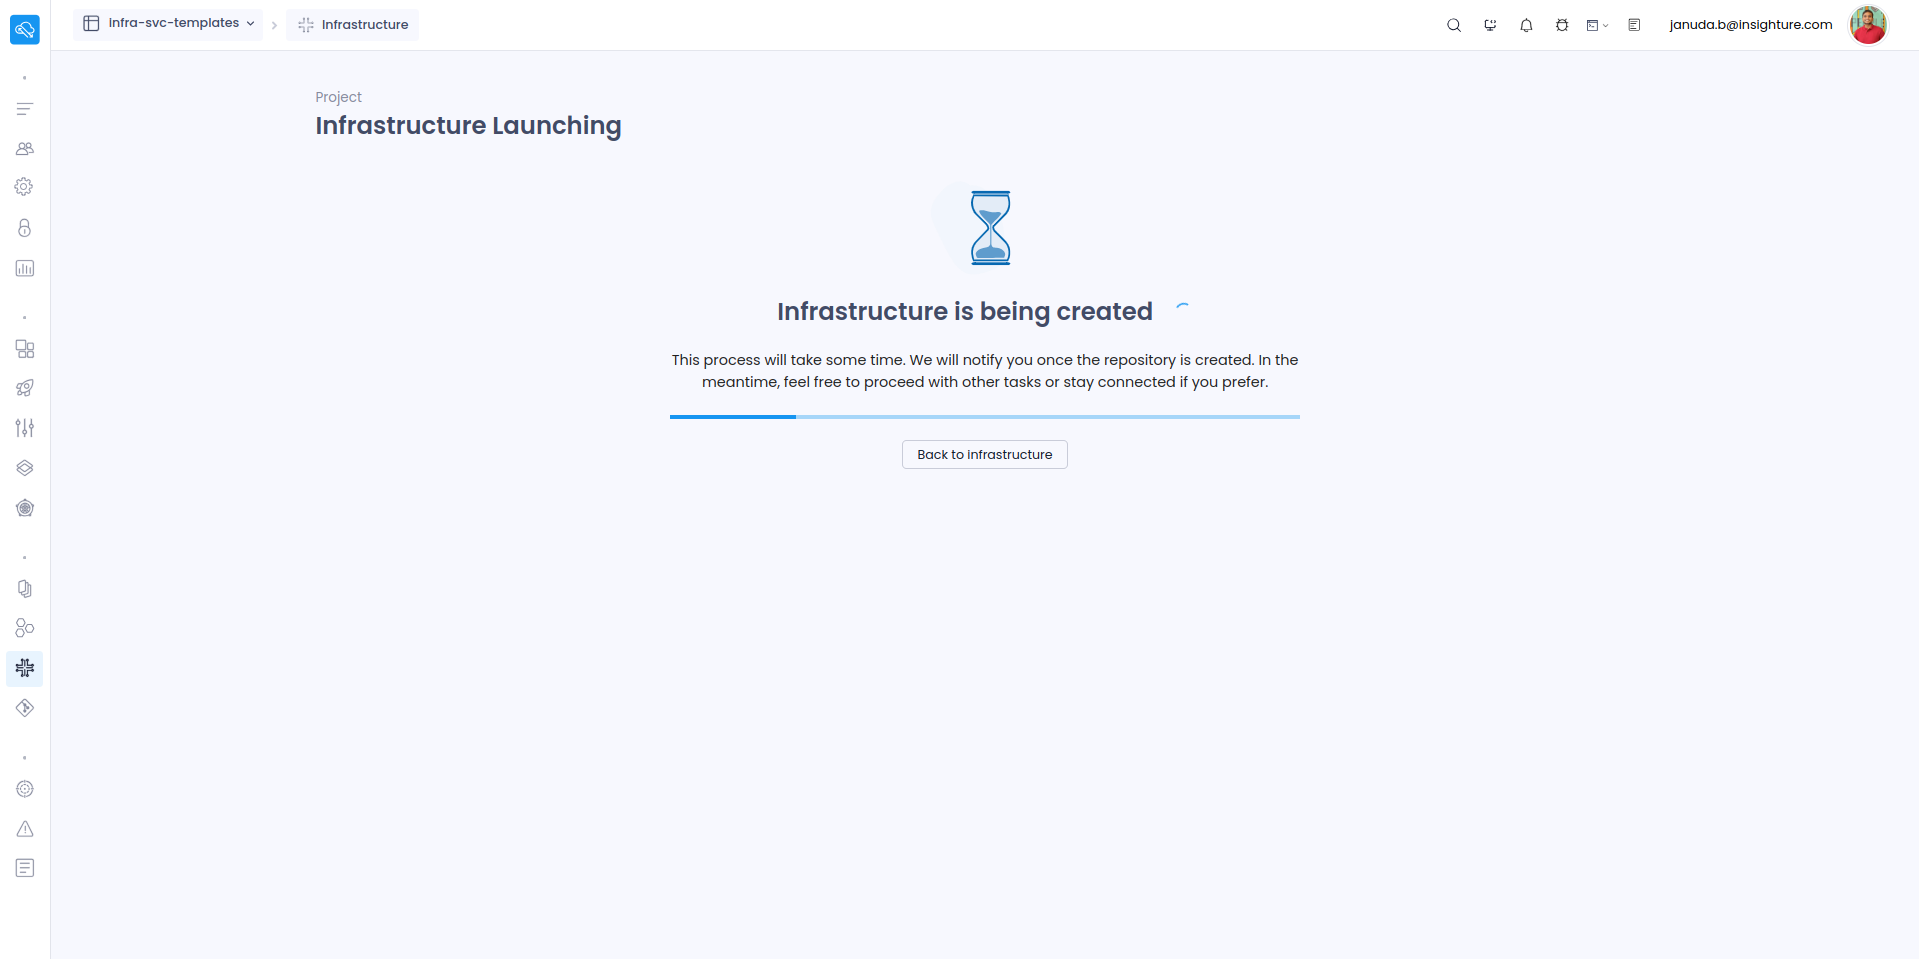 infra-svc-templates
Infrastructure
januda.b@insighture.com
Project
Infrastructure Launching
Infrastructure is being created
This process will take some time. We will notify you once the repository is created. In the
meantime, feel free to proceed with other tasks or stay connected if you prefer.
Back to infrastructure